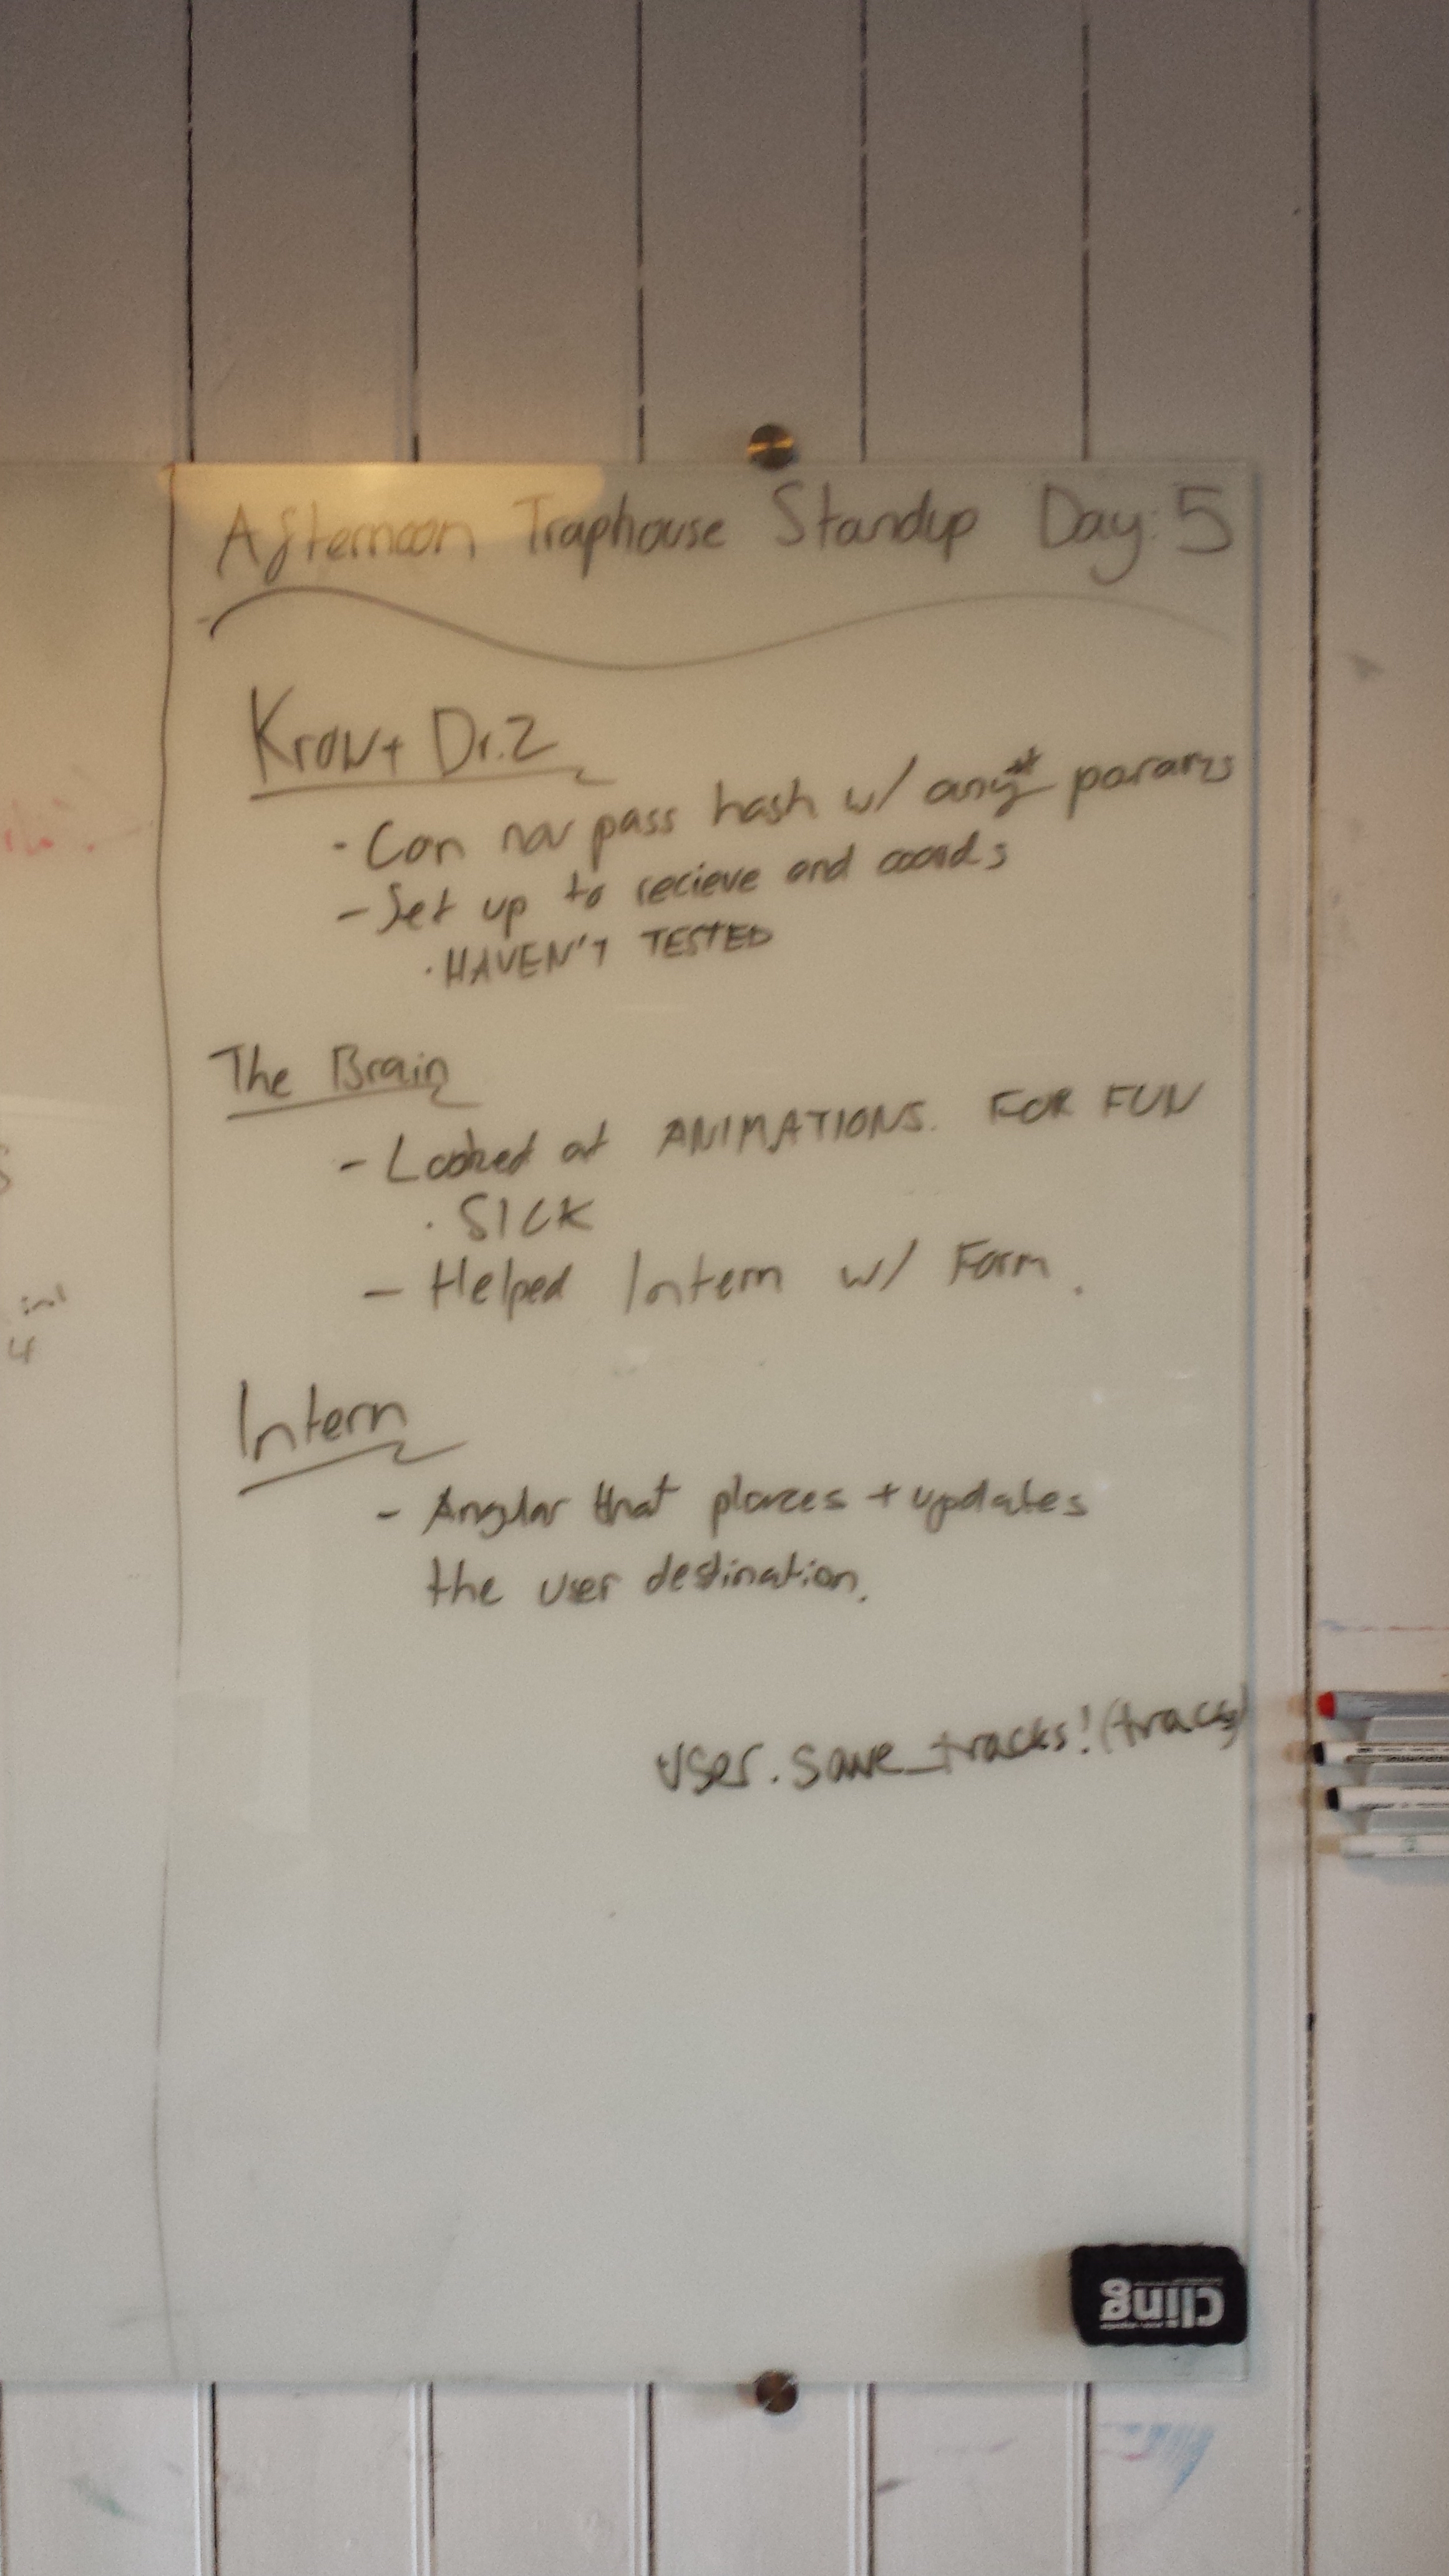 Afternoon Traphouse Standup Day: 5
Krow + Dr. Z
- Can now pass hash w/ any* params
- Set up to recieve end coords
· HAVEN'T TESTED
The Brain
- Looked at ANIMATIONS. FOR FUN
· SICK
- Helped Intern w/ Form.
Intern
- Angular that places + updates
the user destination.
user.save_tracks!(tracks)
Cling